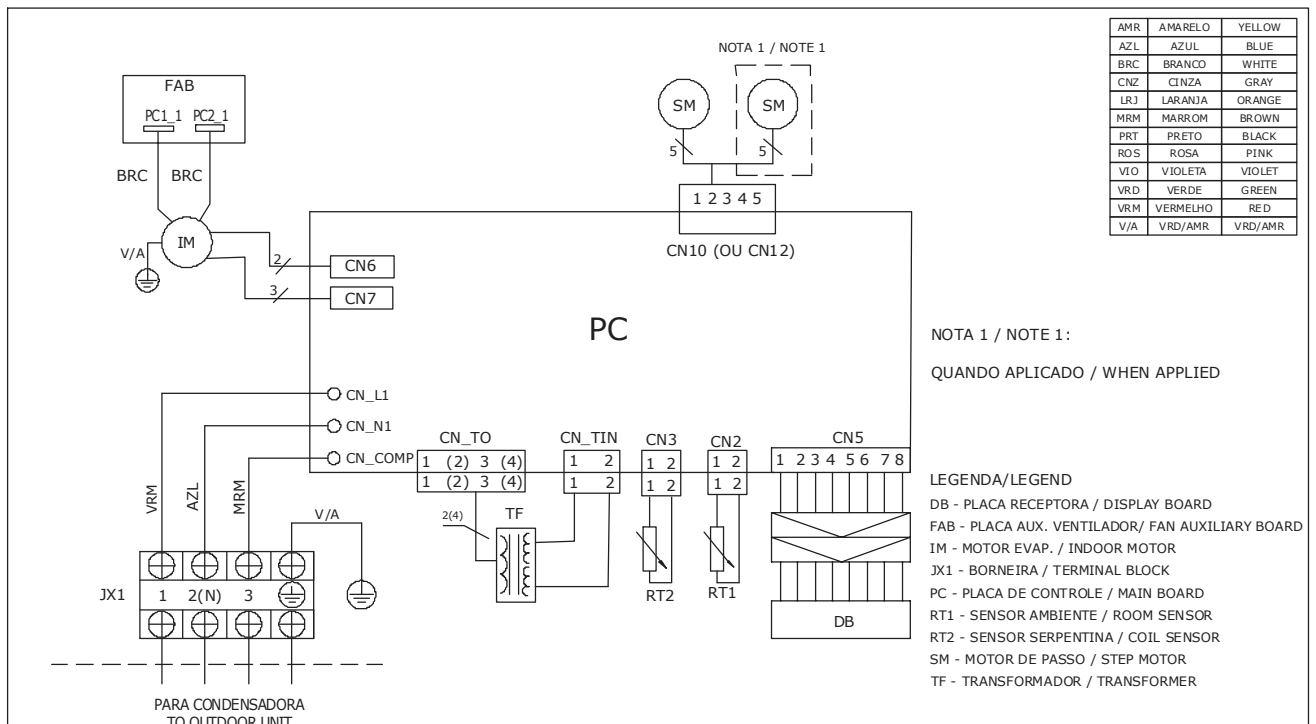 AMR AMARELO YELLOW
AZL AZUL BLUE
BRC BRANCO WHITE
CNZ CINZA GRAY
LRJ LARANJA ORANGE
MRM MARROM BROWN
PRT PRETO BLACK
ROS ROSA PINK
VIO VIOLETA VIOLET
VRD VERDE GREEN
VRM VERMELHO RED
V/A VRD/AMR VRD/AMR
NOTA 1 / NOTE 1
FAB
PC1_1 PC2_1
SM
SM
5
5
BRC BRC
1 2 3 4 5
CN10 (OU CN12)
IM
V/A
2
CN6
3
CN7
PC
NOTA 1 / NOTE 1:
QUANDO APLICADO / WHEN APPLIED
CN_L1
CN_N1
CN_COMP
CN_TO
1 (2) 3 (4)
1 (2) 3 (4)
CN_TIN
1 2
1 2
CN3
1 2
1 2
CN2
1 2
1 2
CN5
1 2 3 4 5 6 7 8
VRM
AZL
MRM
V/A
2(4)
TF
RT2
RT1
DB
JX1
1 2(N) 3
PARA CONDENSADORA
TO OUTDOOR UNIT
LEGENDA/LEGEND
DB - PLACA RECEPTORA / DISPLAY BOARD
FAB - PLACA AUX. VENTILADOR/ FAN AUXILIARY BOARD
IM - MOTOR EVAP. / INDOOR MOTOR
JX1 - BORNEIRA / TERMINAL BLOCK
PC - PLACA DE CONTROLE / MAIN BOARD
RT1 - SENSOR AMBIENTE / ROOM SENSOR
RT2 - SENSOR SERPENTINA / COIL SENSOR
SM - MOTOR DE PASSO / STEP MOTOR
TF - TRANSFORMADOR / TRANSFORMER